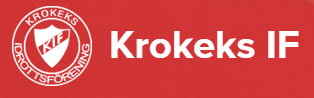 KROKEKS
KIF
IDROTTSFÖRENING
Krokeks IF